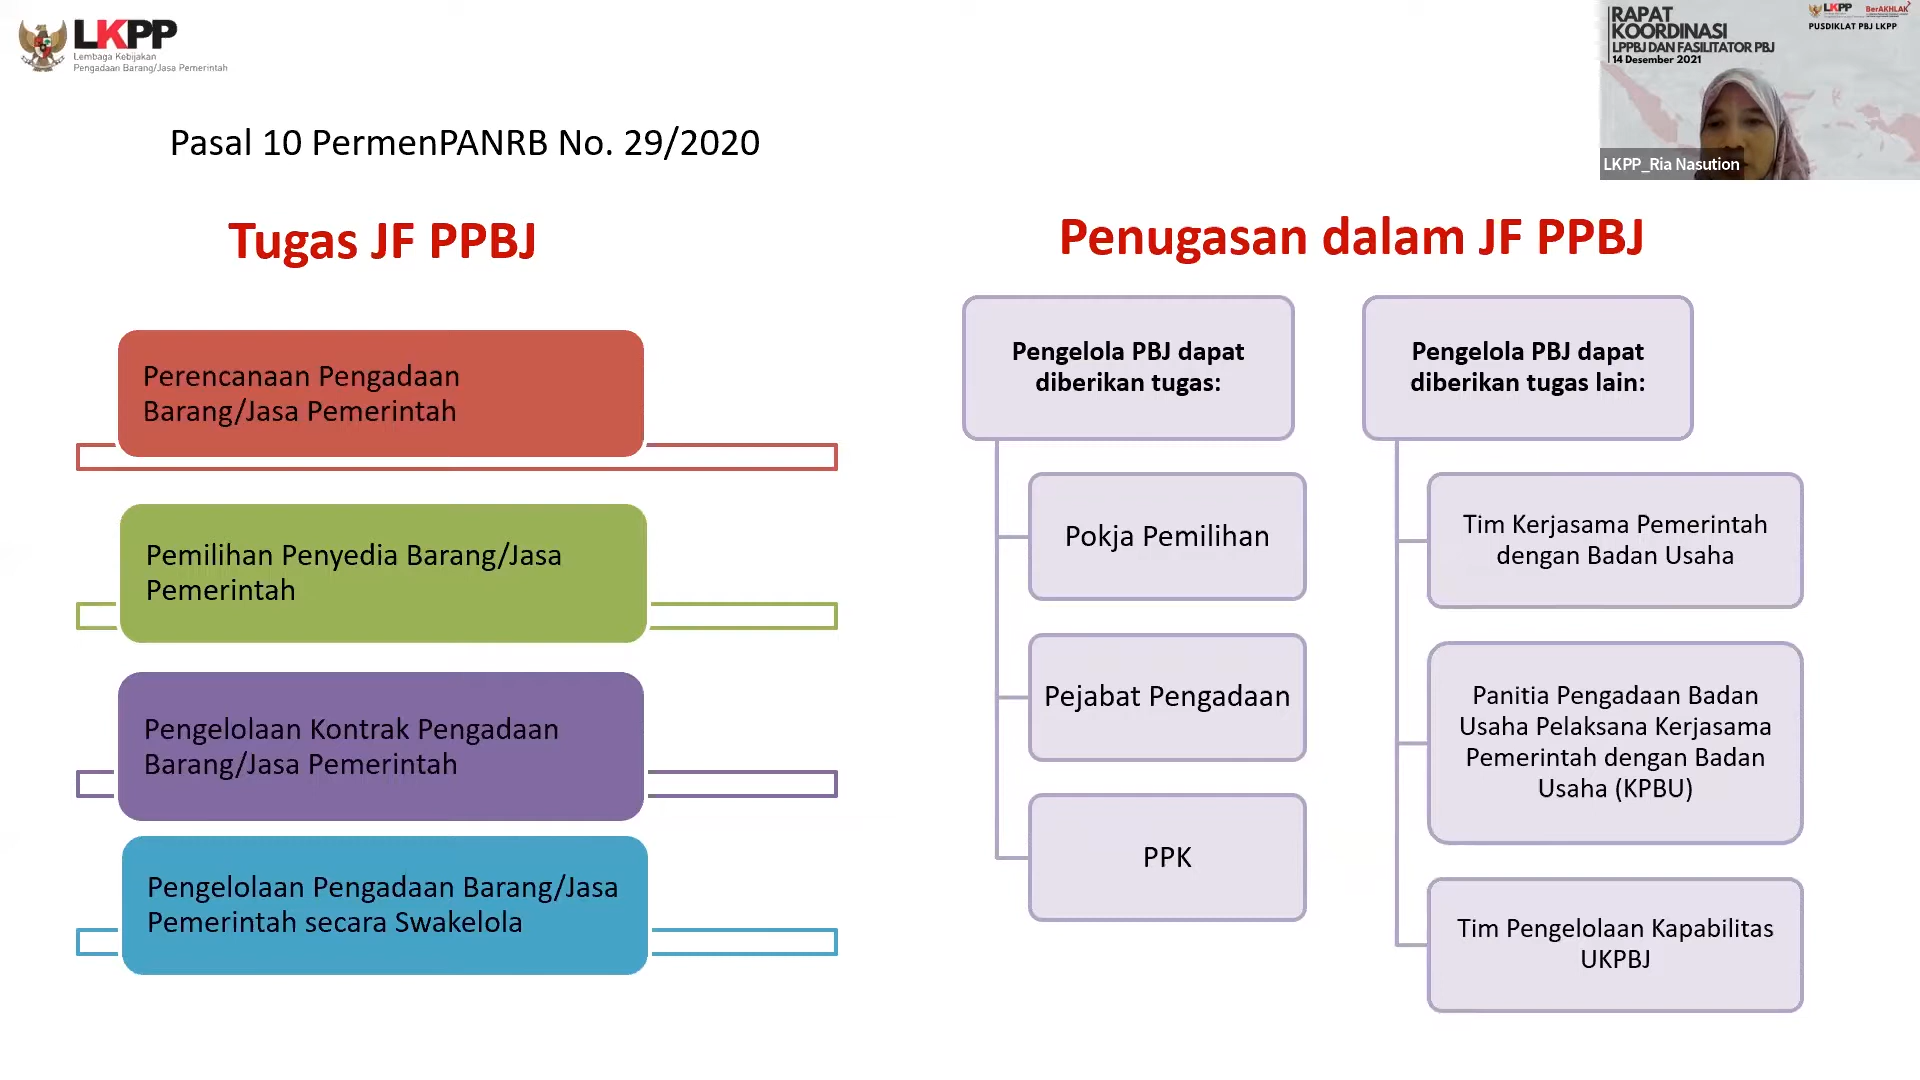 LKPP
Lembaga Kebijakan
Pengadaan Barang/Jasa Pemerintah
RAPAT
KOORDINASI
LPPBJ DAN FASILITATOR PBJ
14 Desember 2021
LKPP
BerAKHLAK
PUSDIKLAT PBJ LKPP
LKPP_Ria Nasution
Pasal 10 PermenPANRB No. 29/2020
Tugas JF PPBJ
Perencanaan Pengadaan
Barang/Jasa Pemerintah
Pemilihan Penyedia Barang/Jasa
Pemerintah
Pengelolaan Kontrak Pengadaan
Barang/Jasa Pemerintah
Pengelolaan Pengadaan Barang/Jasa
Pemerintah secara Swakelola
Penugasan dalam JF PPBJ
Pengelola PBJ dapat
diberikan tugas:
Pokja Pemilihan
Pejabat Pengadaan
PPK
Pengelola PBJ dapat
diberikan tugas lain:
Tim Kerjasama Pemerintah
dengan Badan Usaha
Panitia Pengadaan Badan
Usaha Pelaksana Kerjasama
Pemerintah dengan Badan
Usaha (KPBU)
Tim Pengelolaan Kapabilitas
UKPBJ